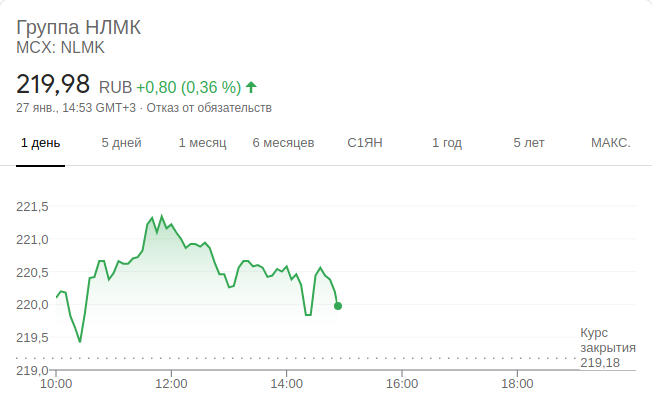 Группа НЛМК
MCX: NLMK
219,98 RUB +0,80 (0,36 %)
27 янв., 14:53 GMT+3 · Отказ от обязательств
1 день 5 дней 1 месяц 6 месяцев С1ЯН 1 год 5 лет МАКС.
221,5
221,0
220,5
220,0
219,5
Курс
закрытия
219,18
219,0
10:00 12:00 14:00 16:00 18:00